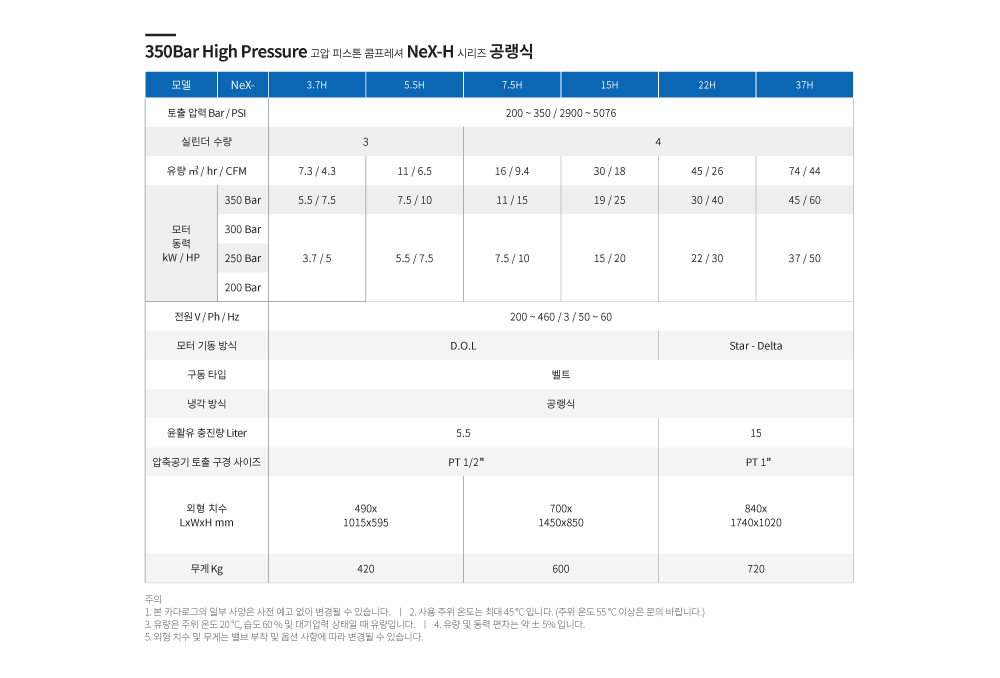 350Bar High Pressure 고압 피스톤 콤프레셔 NeX-H 시리즈 공랭식
모델 NeX- 3.7H 5.5H 7.5H 15H 22H 37H
토출 압력 Bar / PSI 200 ~ 350 / 2900 ~ 5076
실린더 수량 3 4
유량 ㎥ / hr / CFM 7.3 / 4.3 11 / 6.5 16 / 9.4 30 / 18 45 / 26 74 / 44
350 Bar 5.5 / 7.5 7.5 / 10 11 / 15 19 / 25 30 / 40 45 / 60
모터 300 Bar
동력
kW / HP 250 Bar 3.7 / 5 5.5 / 7.5 7.5 / 10 15 / 20 22 / 30 37 / 50
200 Bar
전원 V / Ph / Hz 200 ~ 460 / 3 / 50 ~ 60
모터 기동 방식 D.O.L Star - Delta
구동 타입 벨트
냉각 방식 공랭식
윤활유 충진량 Liter 5.5 15
압축공기 토출 구경 사이즈 PT 1/2" PT 1"
외형 치수 490x 700x 840x
LxWxH mm 1015x595 1450x850 1740x1020
무게 Kg 420 600 720
주의
1. 본 카다로그의 일부 사양은 사전 예고 없이 변경될 수 있습니다. ㅣ 2. 사용 주위 온도는 최대 45℃ 입니다. (주위 온도 55℃ 이상은 문의 바랍니다.)
3. 유량은 주위 온도 20℃, 습도 60% 및 대기압력 상태일 때 유량입니다. ㅣ 4. 유량 및 동력 편차는 약 ± 5% 입니다.
5. 외형 치수 및 무게는 밸브 부착 및 옵션 사항에 따라 변경될 수 있습니다.